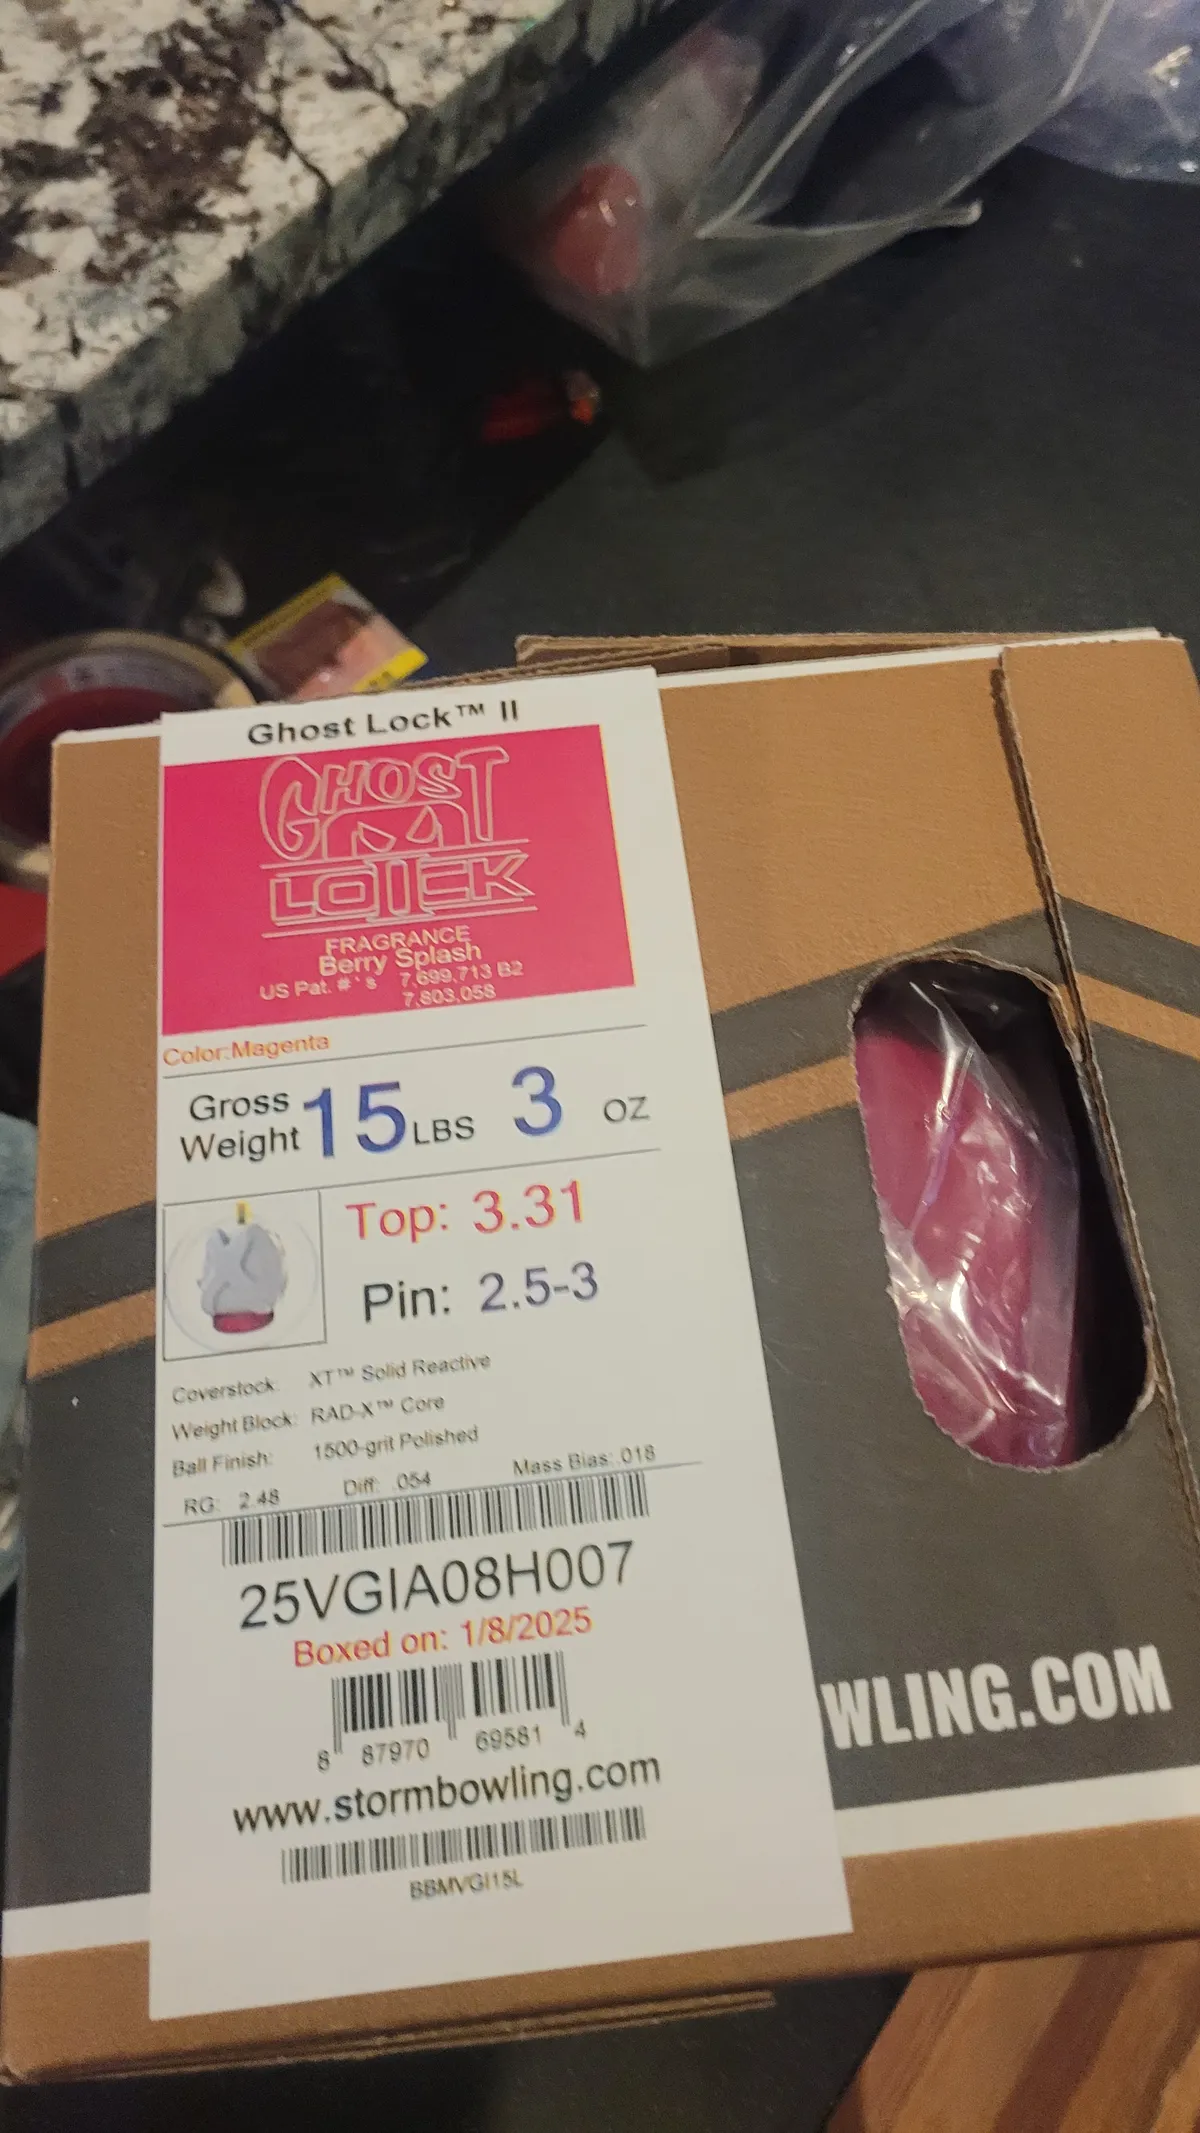 Ghost Lock™ II
GHOST
LOIICK
FRAGRANCE
Berry Splash
US Pat. #`s 7,699,713 B2
7,803,058
Color:Magenta
Gross Weight 15 LBS 3 OZ
Top: 3.31
Pin: 2.5-3
Coverstock: XT™ Solid Reactive
Weight Block: RAD-X™ Core
Ball Finish: 1500-grit Polished
RG: 2.48 Diff: .054 Mass Bias: .018
25VGIA08H007
Boxed on: 1/8/2025
8 87970 69581 4
www.stormbowling.com
BBMVGI15L
WLING.COM